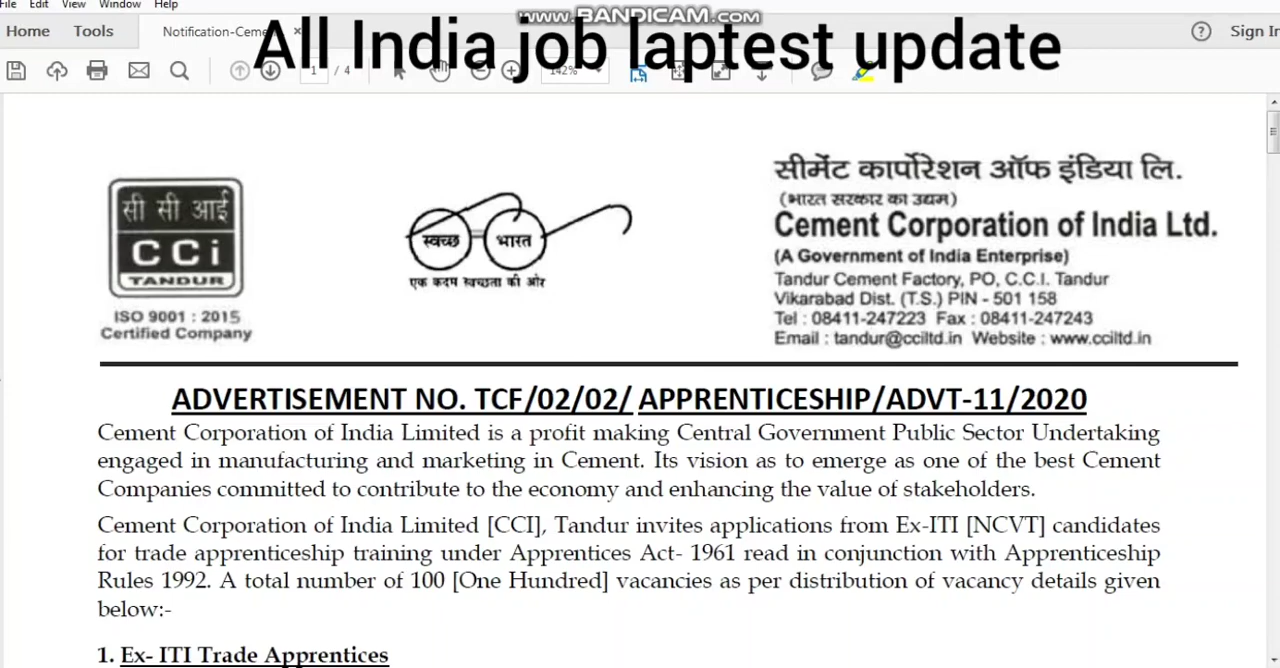 www.BANDICAM.com
File Edit View Window Help
Home Tools Notification-Ceme × Sign In
All India job laptest update
1 / 4 142%
सी सी आई
CCi
TANDUR
ISO 9001 : 2015
Certified Company
स्वच्छ भारत
एक कदम स्वच्छता की ओर
सीमेंट कार्पोरेशन ऑफ इंडिया लि.
(भारत सरकार का उद्यम)
Cement Corporation of India Ltd.
(A Government of India Enterprise)
Tandur Cement Factory, PO, C.C.I. Tandur
Vikarabad Dist. (T.S.) PIN - 501 158
Tel : 08411-247223 Fax : 08411-247243
Email : tandur@cciltd.in Website : www.cciltd.in
ADVERTISEMENT NO. TCF/02/02/ APPRENTICESHIP/ADVT-11/2020
Cement Corporation of India Limited is a profit making Central Government Public Sector Undertaking
engaged in manufacturing and marketing in Cement. Its vision as to emerge as one of the best Cement
Companies committed to contribute to the economy and enhancing the value of stakeholders.
Cement Corporation of India Limited [CCI], Tandur invites applications from Ex-ITI [NCVT] candidates
for trade apprenticeship training under Apprentices Act- 1961 read in conjunction with Apprenticeship
Rules 1992. A total number of 100 [One Hundred] vacancies as per distribution of vacancy details given
below:-
1. Ex- ITI Trade Apprentices